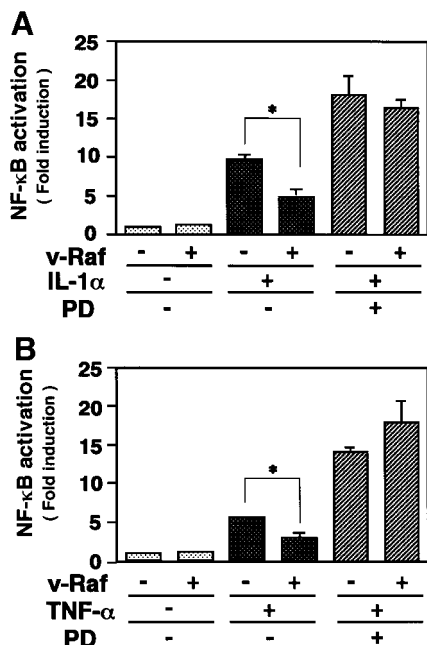 A
NF-κB activation
( Fold induction )
25
20
15
10
5
0
*
v-Raf - + - + - +
IL-1α - + +
PD - - +
B
NF-κB activation
( Fold induction )
25
20
15
10
5
0
*
v-Raf - + - + - +
TNF-α - + +
PD - - +